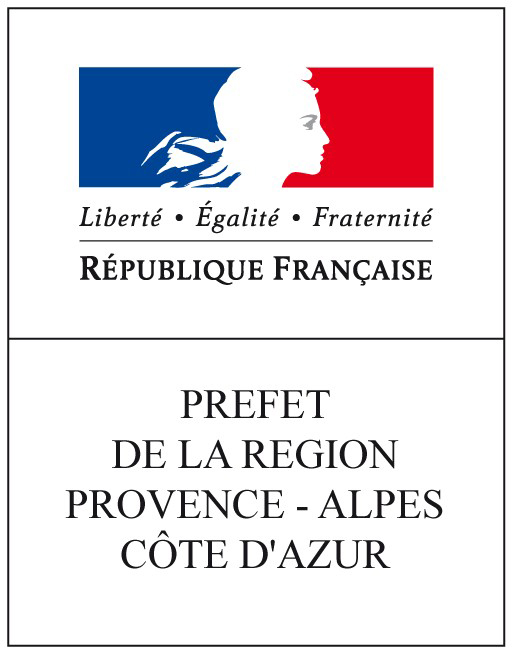 Liberté • Égalité • Fraternité
RÉPUBLIQUE FRANÇAISE
PREFET
DE LA REGION
PROVENCE - ALPES
CÔTE D'AZUR